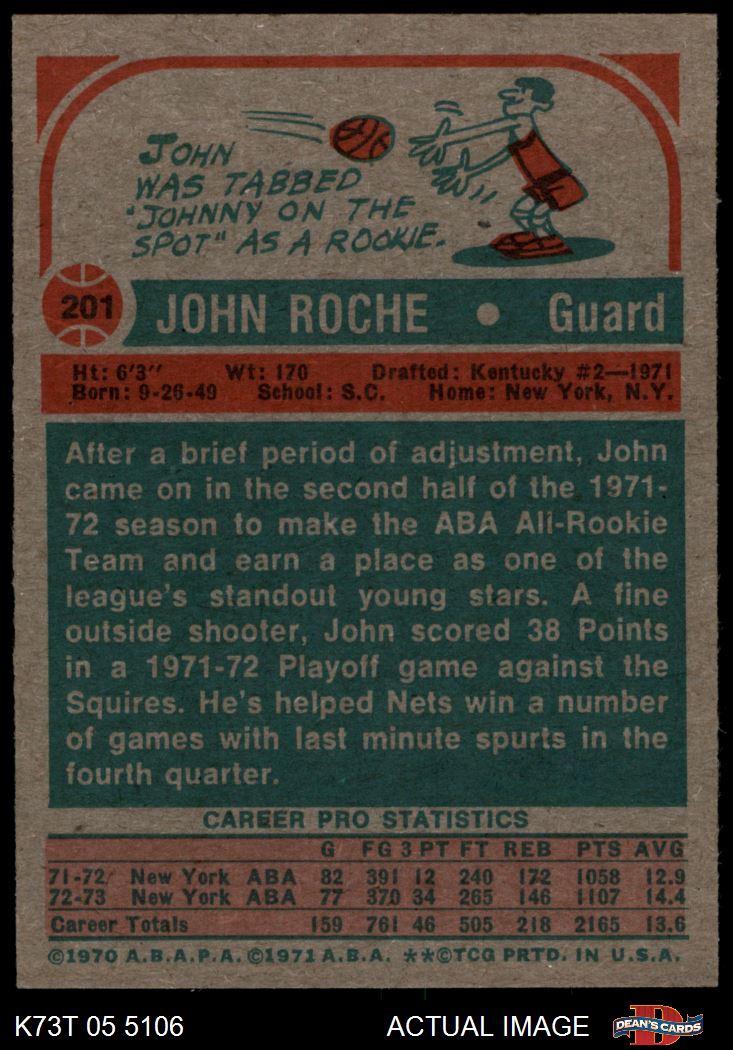 JOHN
WAS TABBED
"JOHNNY ON THE
SPOT" AS A ROOKIE.
201
JOHN ROCHE • Guard
Ht: 6'3" Wt: 170 Drafted: Kentucky #2—1971
Born: 9-26-49 School: S.C. Home: New York, N.Y.
After a brief period of adjustment, John
came on in the second half of the 1971-
72 season to make the ABA All-Rookie
Team and earn a place as one of the
league's standout young stars. A fine
outside shooter, John scored 38 Points
in a 1971-72 Playoff game against the
Squires. He's helped Nets win a number
of games with last minute spurts in the
fourth quarter.
CAREER PRO STATISTICS
G FG 3 PT FT REB PTS AVG
71-72 New York ABA 82 391 12 240 172 1058 12.9
72-73 New York ABA 77 370 34 265 146 1107 14.4
Career Totals 159 761 46 505 218 2165 13.6
©1970 A.B.A.P.A. ©1971 A.B.A. **©TCG PRTD. IN U.S.A.
K73T 05 5106 ACTUAL IMAGE DEAN'S CARDS